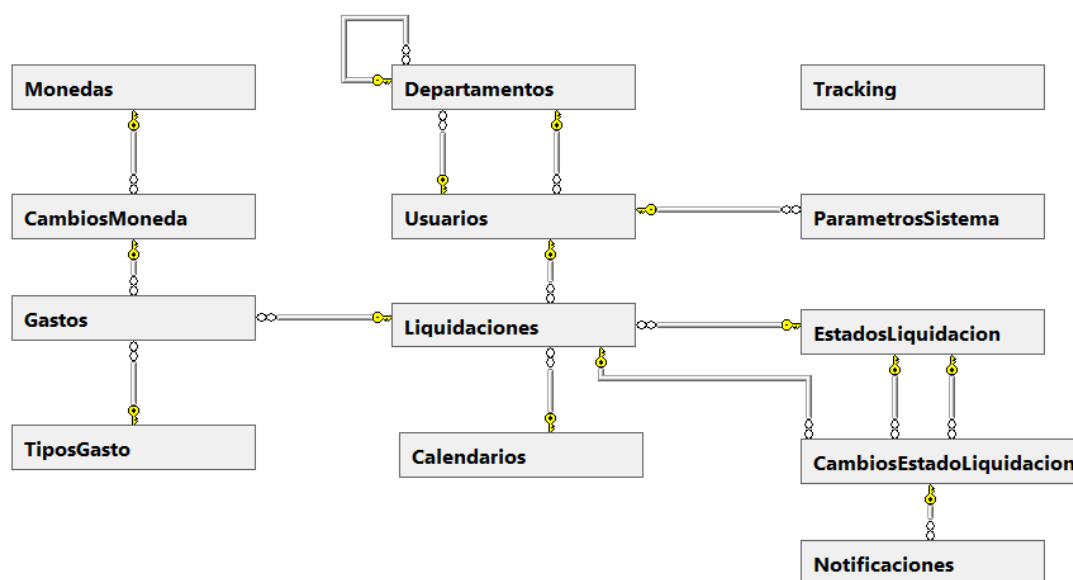 Monedas
Departamentos
Tracking
CambiosMoneda
Usuarios
ParametrosSistema
Gastos
Liquidaciones
EstadosLiquidacion
TiposGasto
Calendarios
CambiosEstadoLiquidacion
Notificaciones